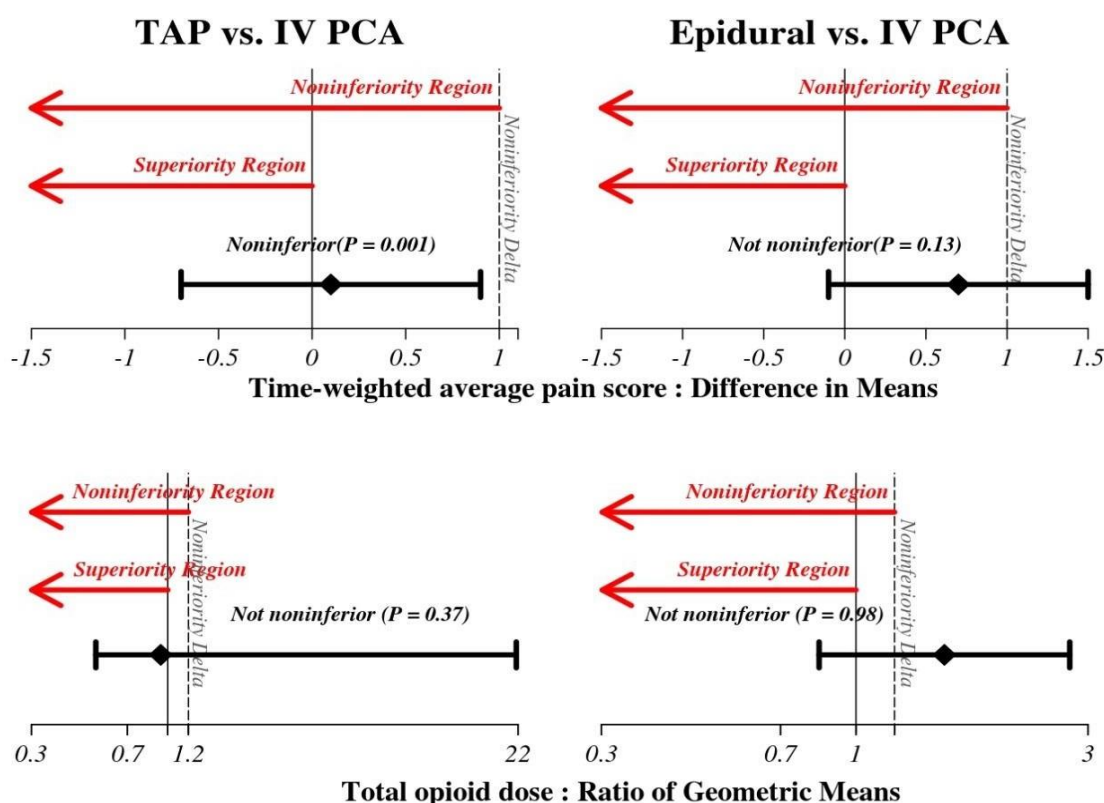 TAP vs. IV PCA
Noninferiority Region
Superiority Region
Noninferiority Delta
Noninferior(P = 0.001)
-1.5 -1 -0.5 0 0.5 1
Epidural vs. IV PCA
Noninferiority Region
Superiority Region
Noninferiority Delta
Not noninferior(P = 0.13)
-1.5 -1 -0.5 0 0.5 1 1.5
Time-weighted average pain score : Difference in Means
Noninferiority Region
Superiority Region
Noninferiority Delta
Not noninferior (P = 0.37)
0.3 0.7 1.2 22
Noninferiority Region
Superiority Region
Noninferiority Delta
Not noninferior (P = 0.98)
0.3 0.7 1 3
Total opioid dose : Ratio of Geometric Means